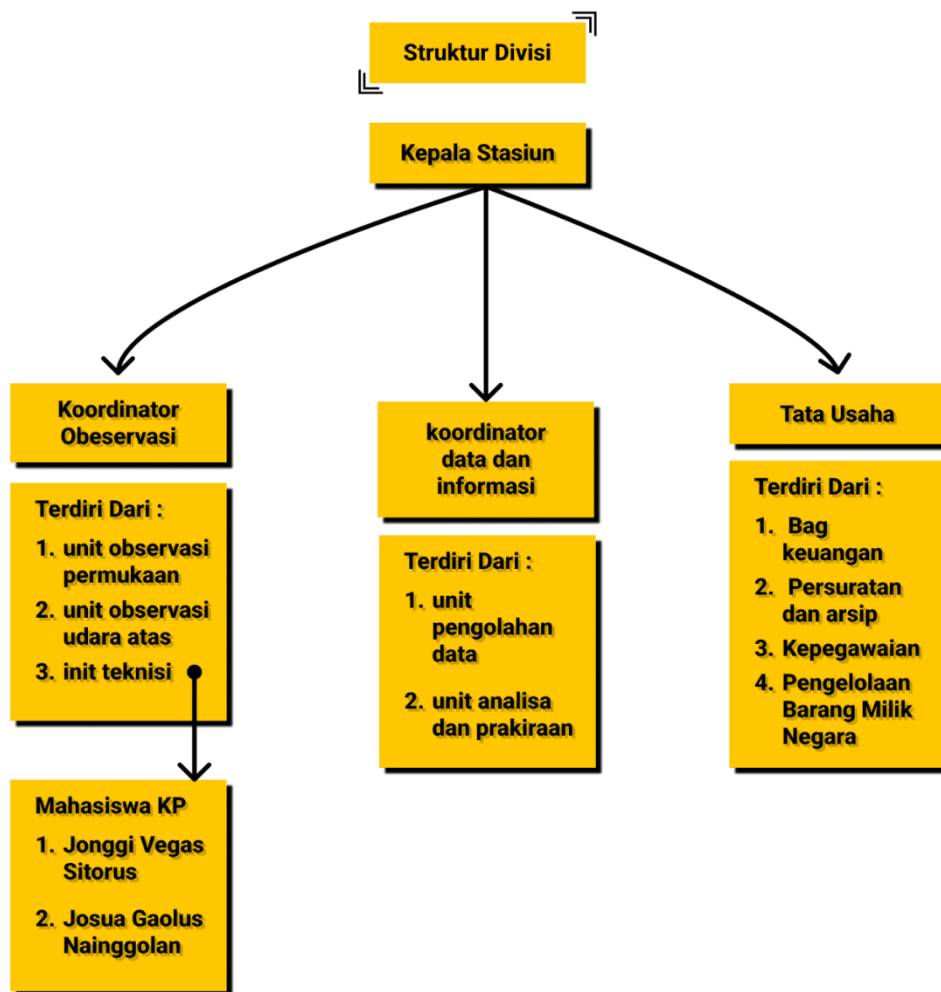 Struktur Divisi
Kepala Stasiun
Koordinator
Obeservasi
Terdiri Dari :
1. unit observasi
permukaan
2. unit observasi
udara atas
3. init teknisi
Mahasiswa KP
1. Jonggi Vegas
Sitorus
2. Josua Gaolus
Nainggolan
koordinator
data dan
informasi
Terdiri Dari :
1. unit
pengolahan
data
2. unit analisa
dan prakiraan
Tata Usaha
Terdiri Dari :
1. Bag
keuangan
2. Persuratan
dan arsip
3. Kepegawaian
4. Pengelolaan
Barang Milik
Negara